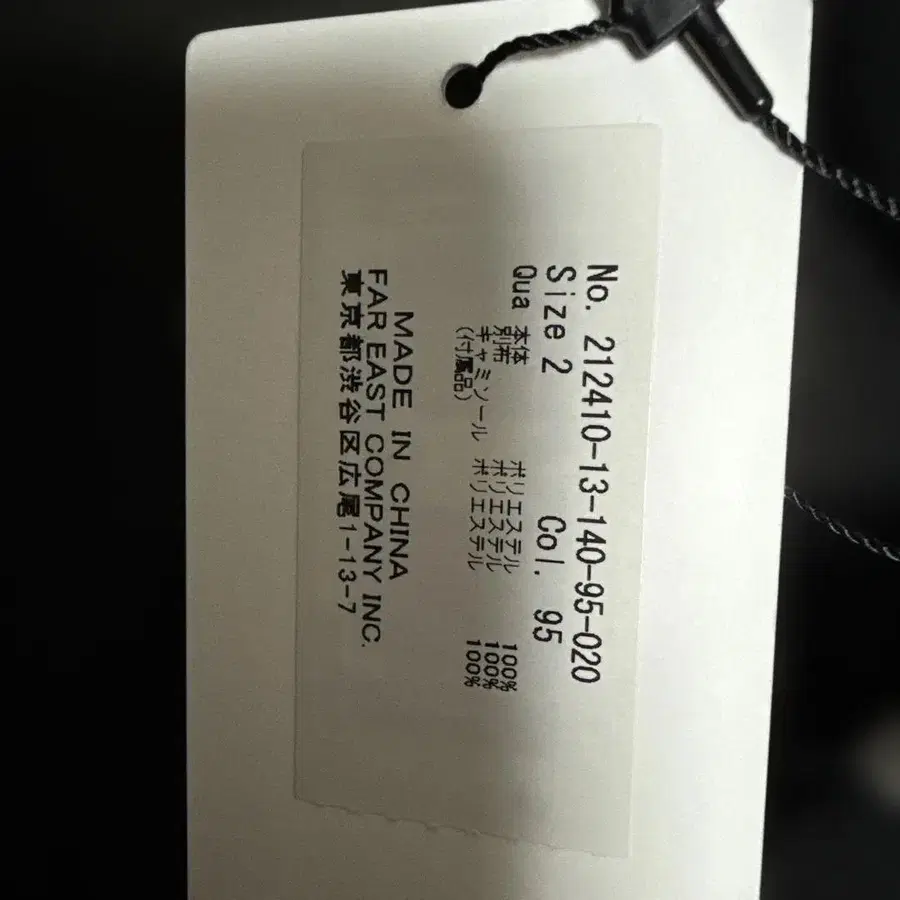 No. 212410-13-140-95-020
Size 2 Col. 95
Qua 本体 ポリエステル 100%
別布 ポリエステル 100%
キャミソール ポリエステル 100%
(付属品)
MADE IN CHINA
FAR EAST COMPANY INC.
東京都渋谷区広尾1-13-7